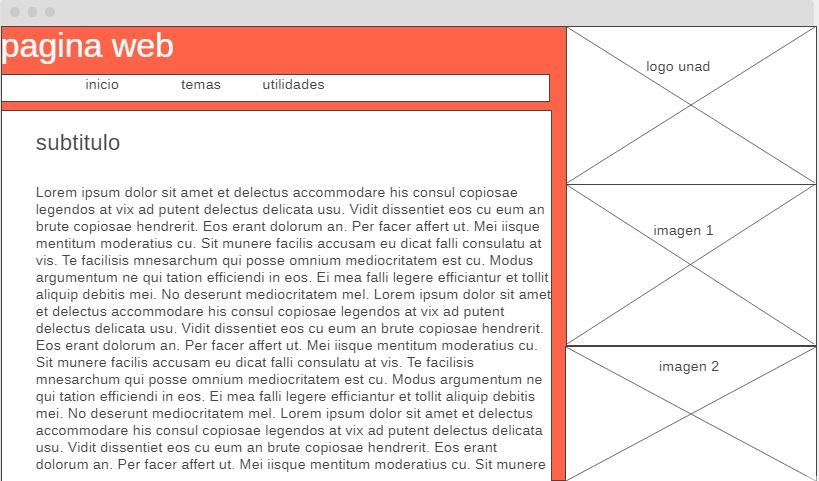 pagina web
inicio temas utilidades
subtitulo
Lorem ipsum dolor sit amet et delectus accommodare his consul copiosae
legendos at vix ad putent delectus delicata usu. Vidit dissentiet eos cu eum an
brute copiosae hendrerit. Eos erant dolorum an. Per facer affert ut. Mei iisque
mentitum moderatius cu. Sit munere facilis accusam eu dicat falli consulatu at
vis. Te facilisis mnesarchum qui posse omnium mediocritatem est cu. Modus
argumentum ne qui tation efficiendi in eos. Ei mea falli legere efficiantur et tollit
aliquip debitis mei. No deserunt mediocritatem mel. Lorem ipsum dolor sit amet
et delectus accommodare his consul copiosae legendos at vix ad putent
delectus delicata usu. Vidit dissentiet eos cu eum an brute copiosae hendrerit.
Eos erant dolorum an. Per facer affert ut. Mei iisque mentitum moderatius cu.
Sit munere facilis accusam eu dicat falli consulatu at vis. Te facilisis
mnesarchum qui posse omnium mediocritatem est cu. Modus argumentum ne
qui tation efficiendi in eos. Ei mea falli legere efficiantur et tollit aliquip debitis
mei. No deserunt mediocritatem mel. Lorem ipsum dolor sit amet et delectus
accommodare his consul copiosae legendos at vix ad putent delectus delicata
usu. Vidit dissentiet eos cu eum an brute copiosae hendrerit. Eos erant
dolorum an. Per facer affert ut. Mei iisque mentitum moderatius cu. Sit munere
logo unad
imagen 1
imagen 2